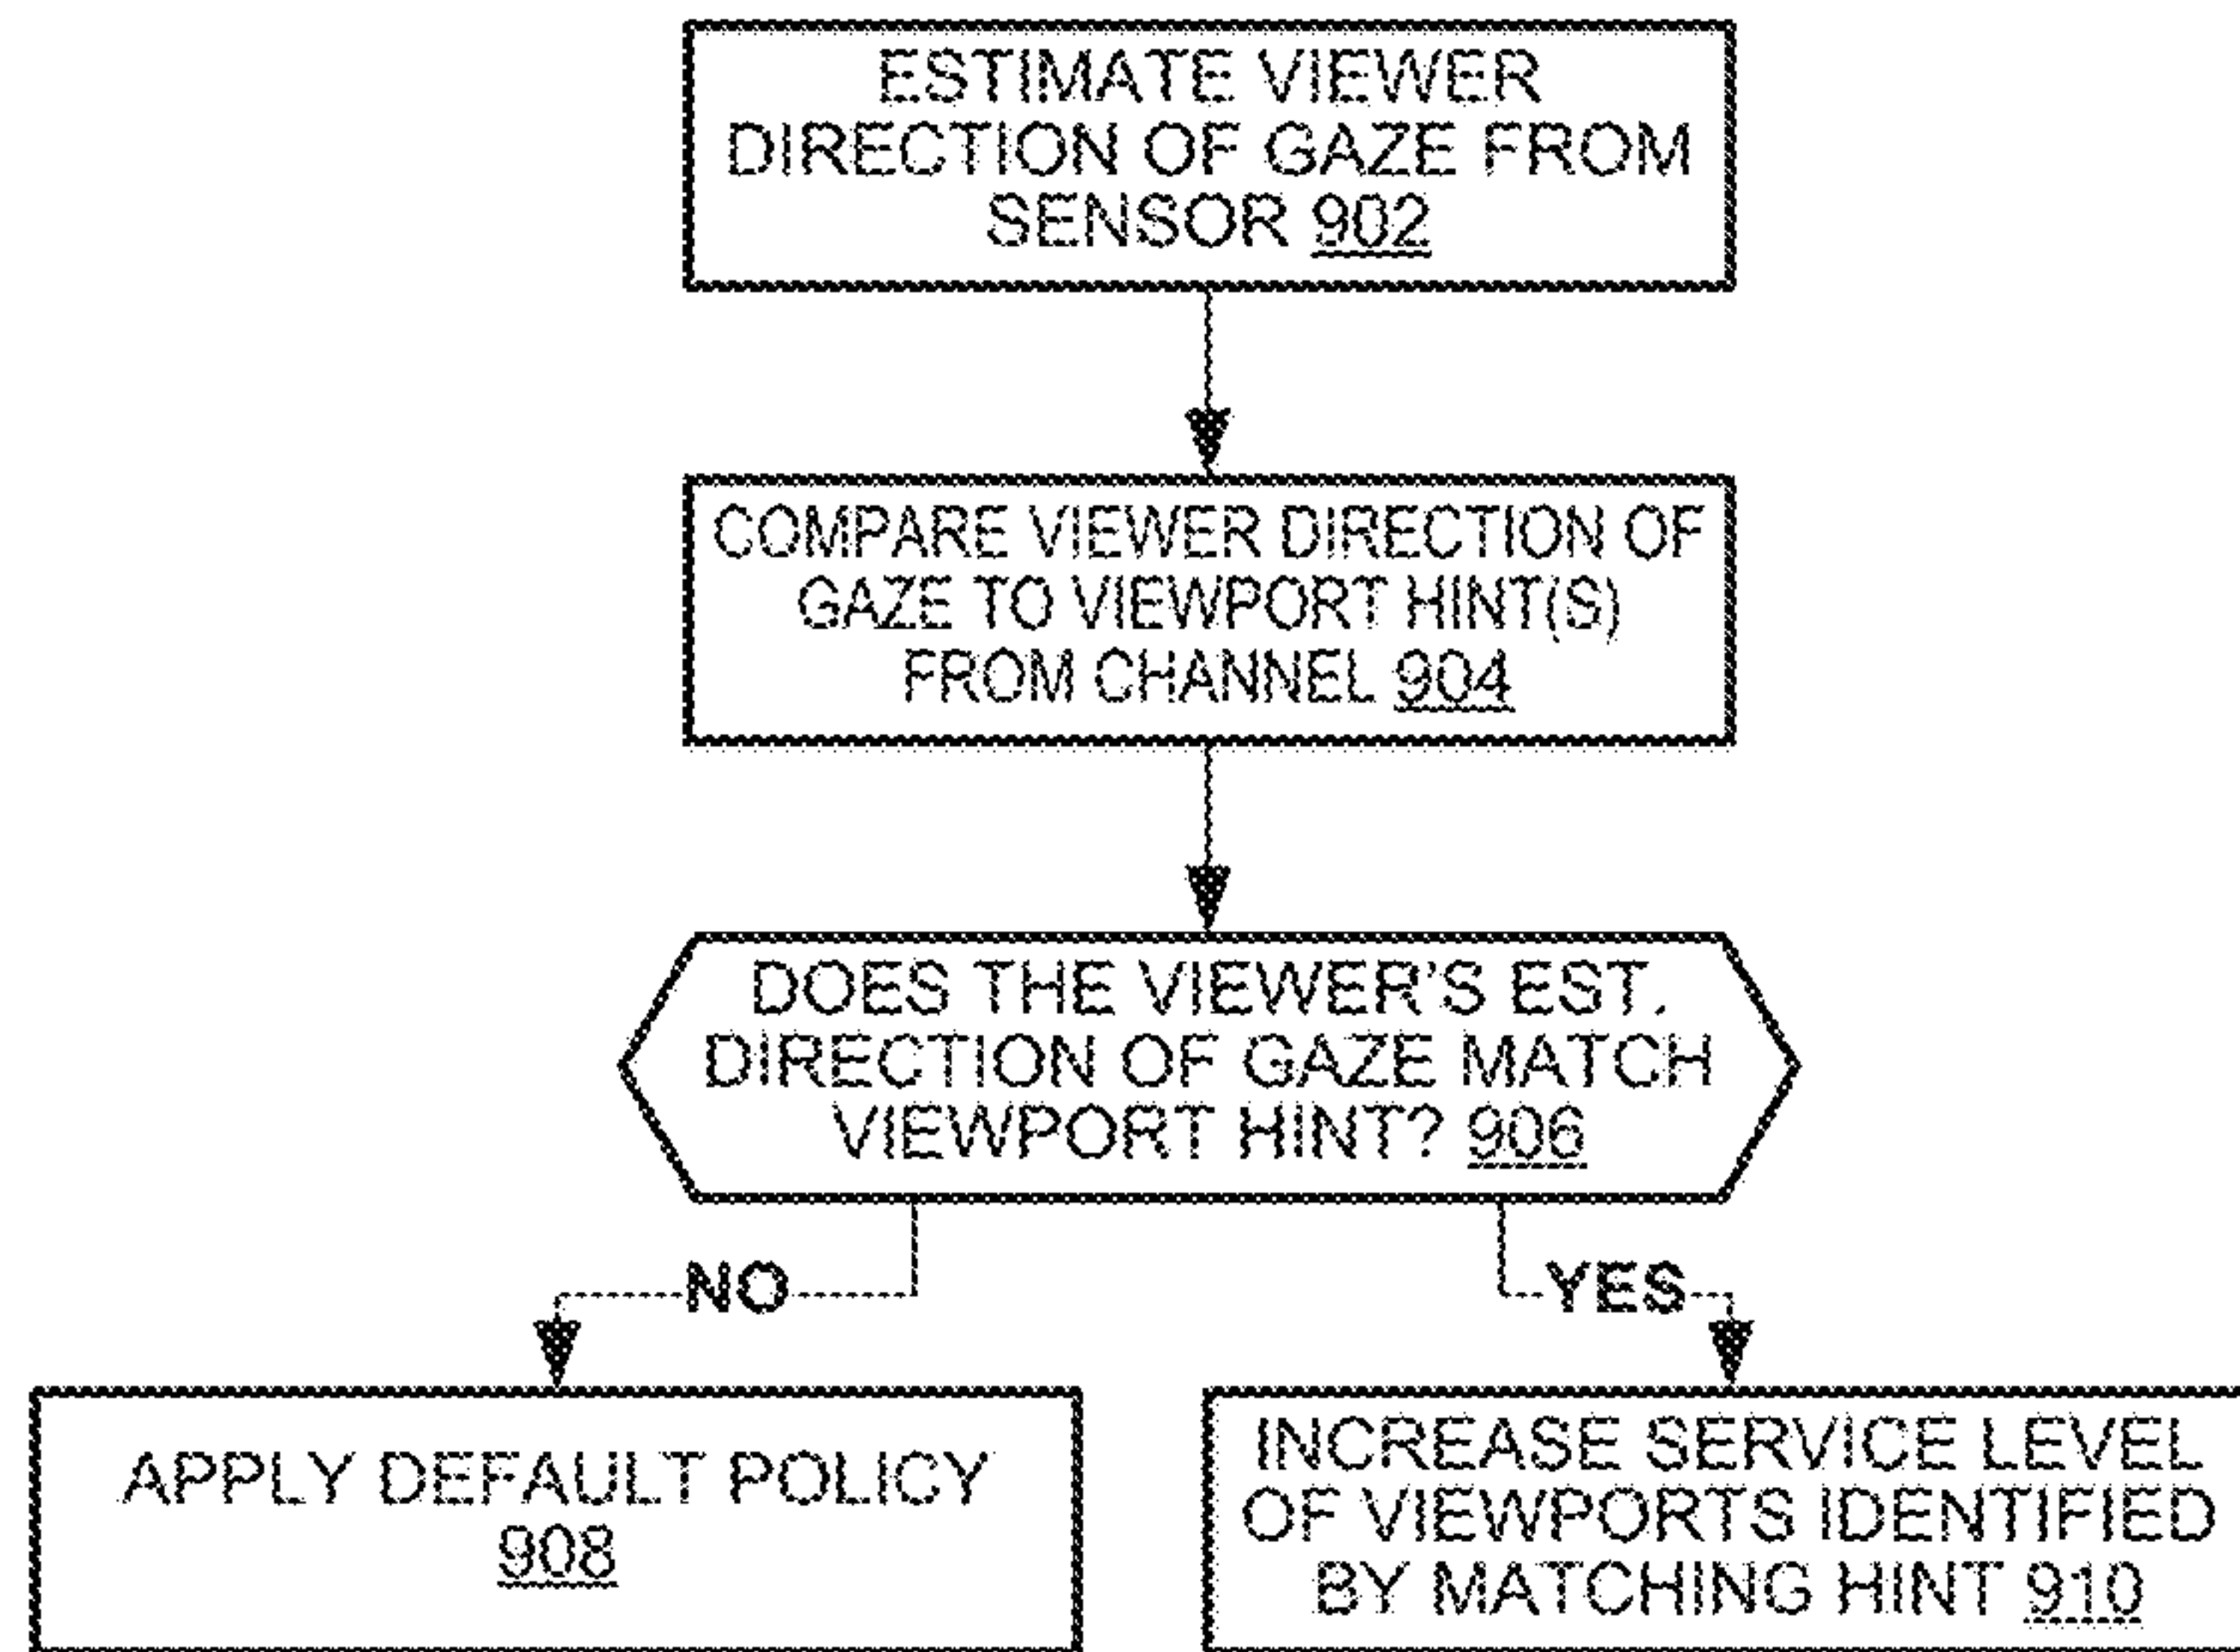 ESTIMATE VIEWER
DIRECTION OF GAZE FROM
SENSOR 902
COMPARE VIEWER DIRECTION OF
GAZE TO VIEWPORT HINT(S)
FROM CHANNEL 904
DOES THE VIEWER'S EST.
DIRECTION OF GAZE MATCH
VIEWPORT HINT? 906
NO
YES
APPLY DEFAULT POLICY
908
INCREASE SERVICE LEVEL
OF VIEWPORTS IDENTIFIED
BY MATCHING HINT 910